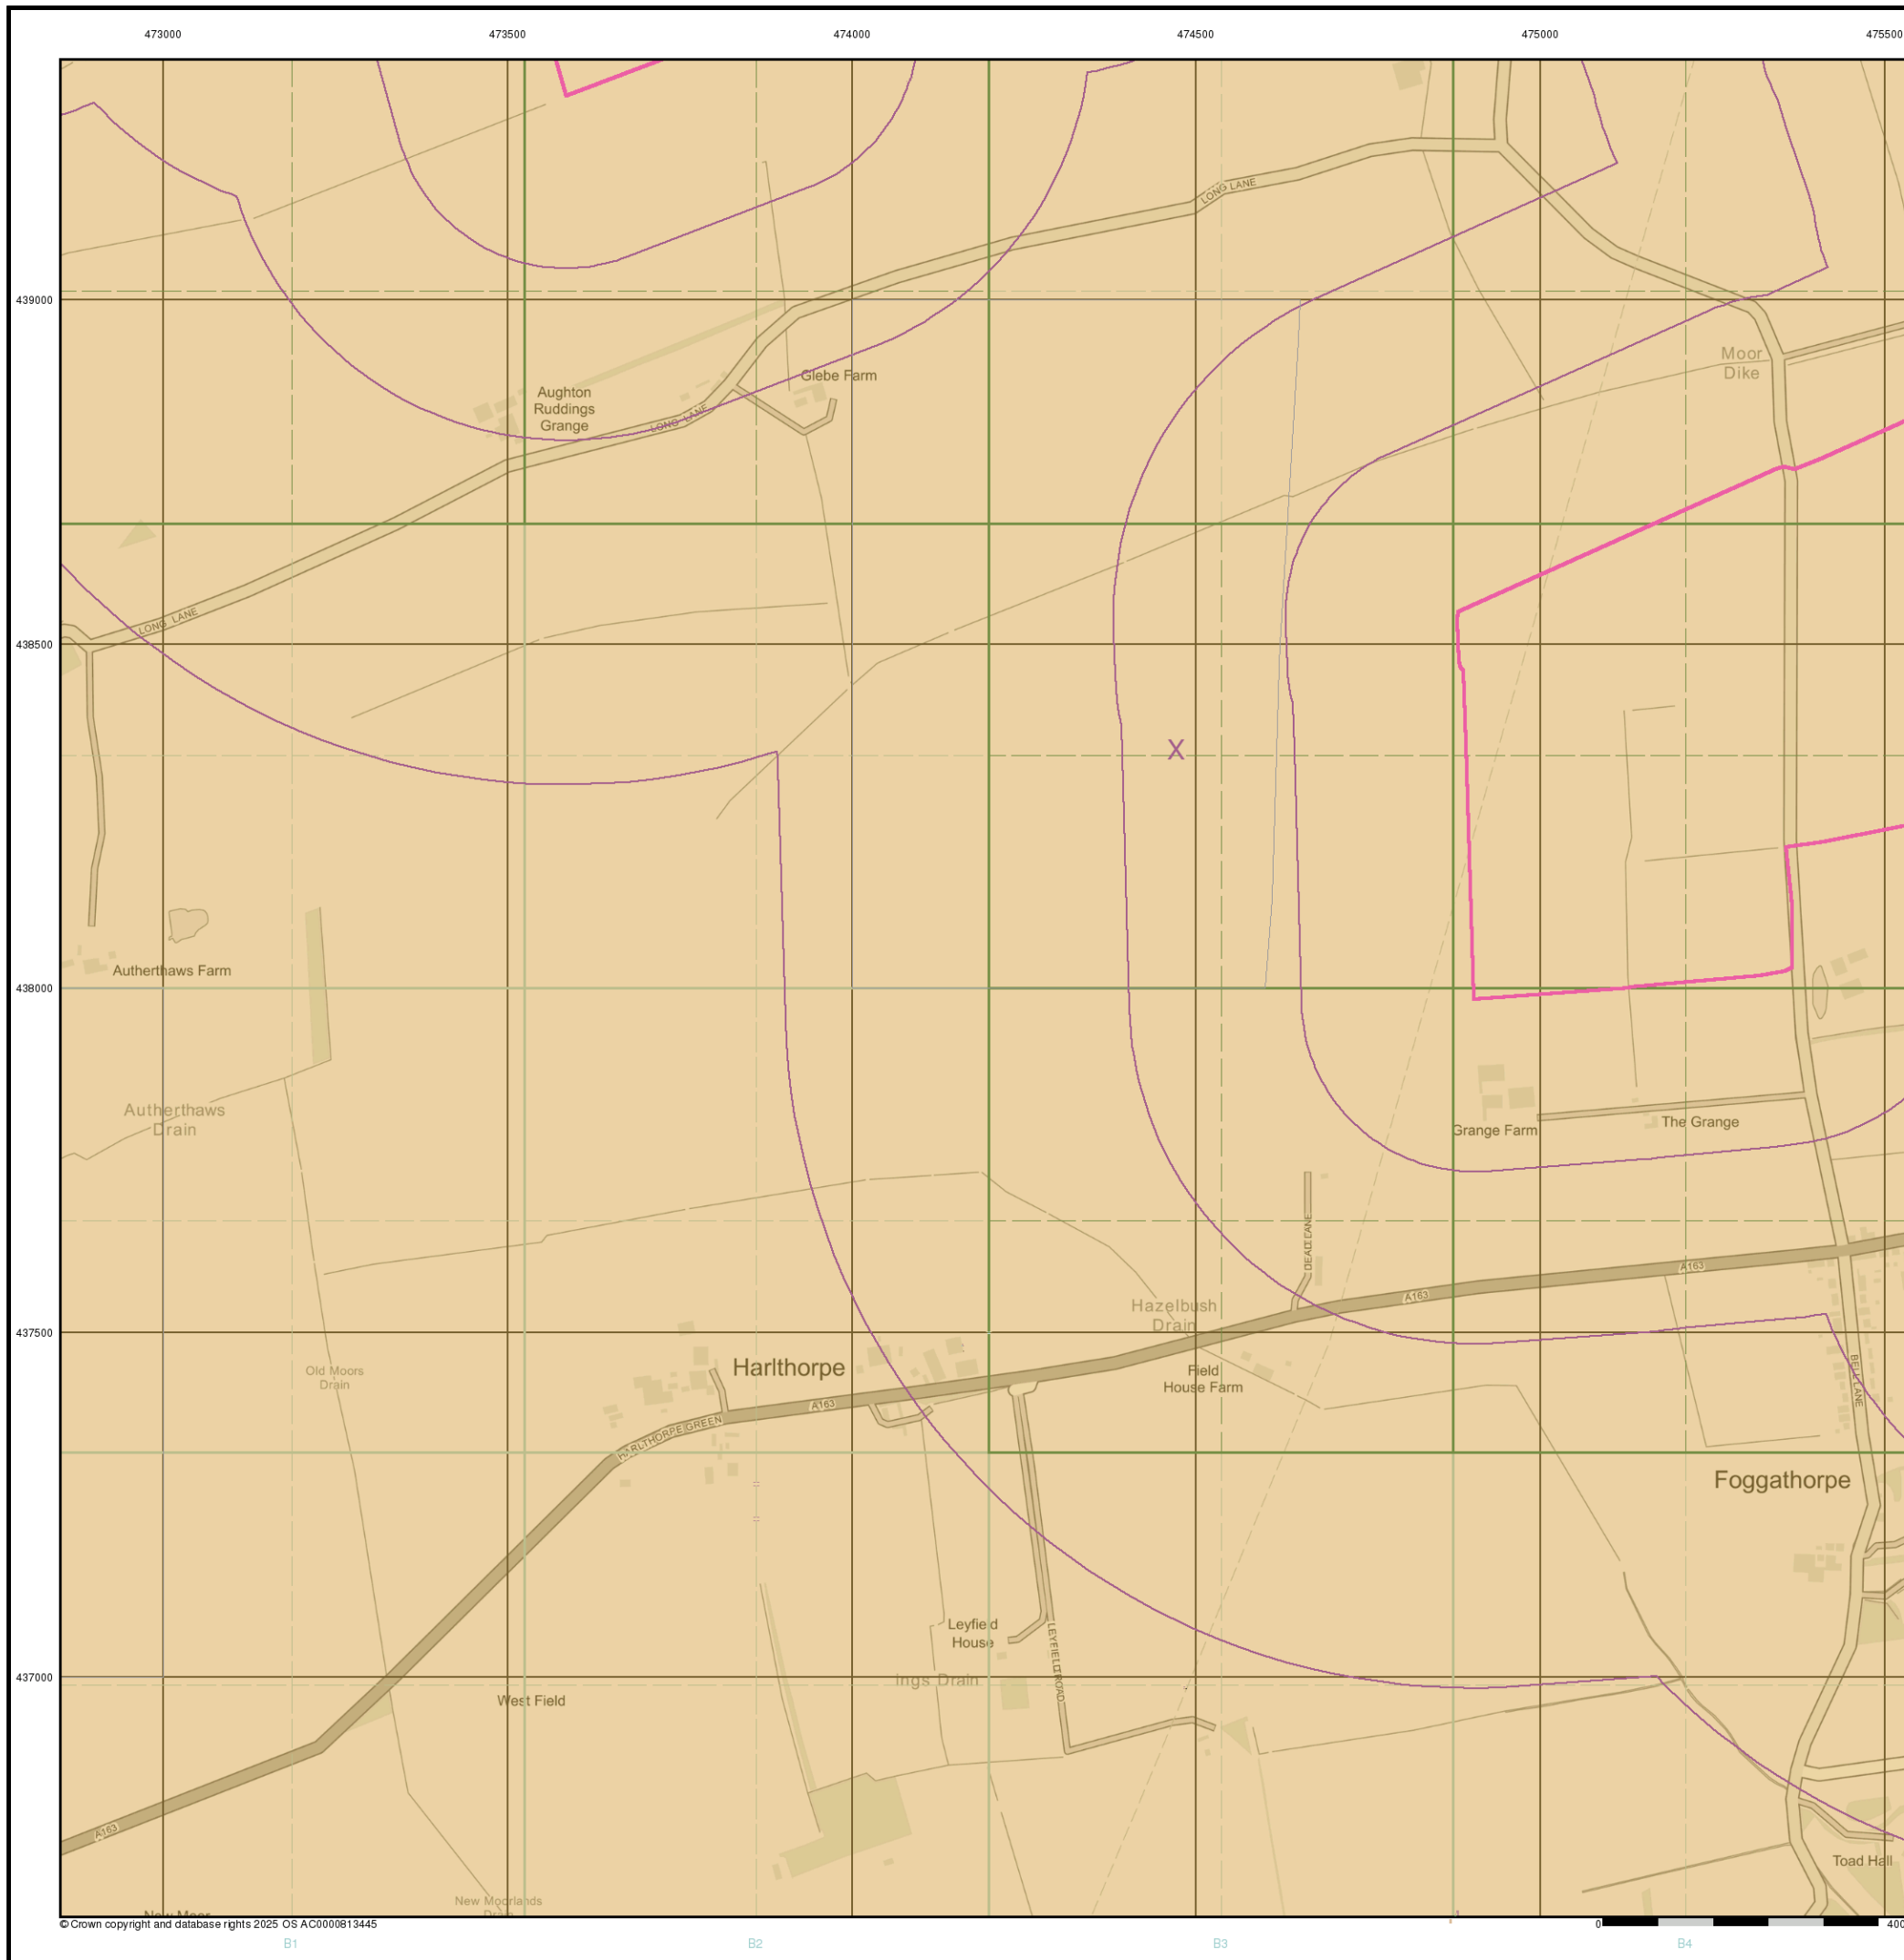 473000 473500 474000 474500 475000 475500
LONG LANE
439000
Moor
Dike
Glebe Farm
Aughton
Ruddings
Grange
LONG LANE
LONG LANE
438500
X
Autherthaws Farm
438000
Autherthaws
Drain
The Grange
Grange Farm
DEAD LANE
A163
A163
Hazelbush
Drain
437500
Harlthorpe
Old Moors
Drain
Field
House Farm
BELL LANE
A163
HARLTHORPE GREEN
Foggathorpe
Leyfield
House
LEYFIELD ROAD
Ings Drain
437000
West Field
A163
Toad Hall
New Moorlands
Drain
New Moor
© Crown copyright and database rights 2025 OS AC0000813445
0 400
B1 B2 B3 B4